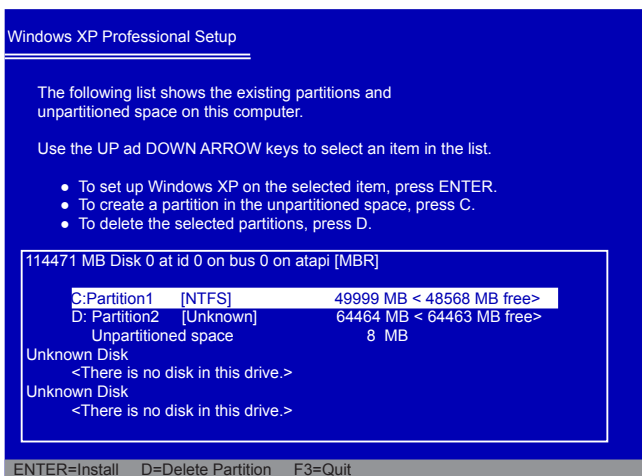 Windows XP Professional Setup
The following list shows the existing partitions and
unpartitioned space on this computer.
Use the UP ad DOWN ARROW keys to select an item in the list.
● To set up Windows XP on the selected item, press ENTER.
● To create a partition in the unpartitioned space, press C.
● To delete the selected partitions, press D.
114471 MB Disk 0 at id 0 on bus 0 on atapi [MBR]
C:Partition1 [NTFS] 49999 MB < 48568 MB free>
D: Partition2 [Unknown] 64464 MB < 64463 MB free>
Unpartitioned space 8 MB
Unknown Disk
<There is no disk in this drive.>
Unknown Disk
<There is no disk in this drive.>
ENTER=Install D=Delete Partition F3=Quit